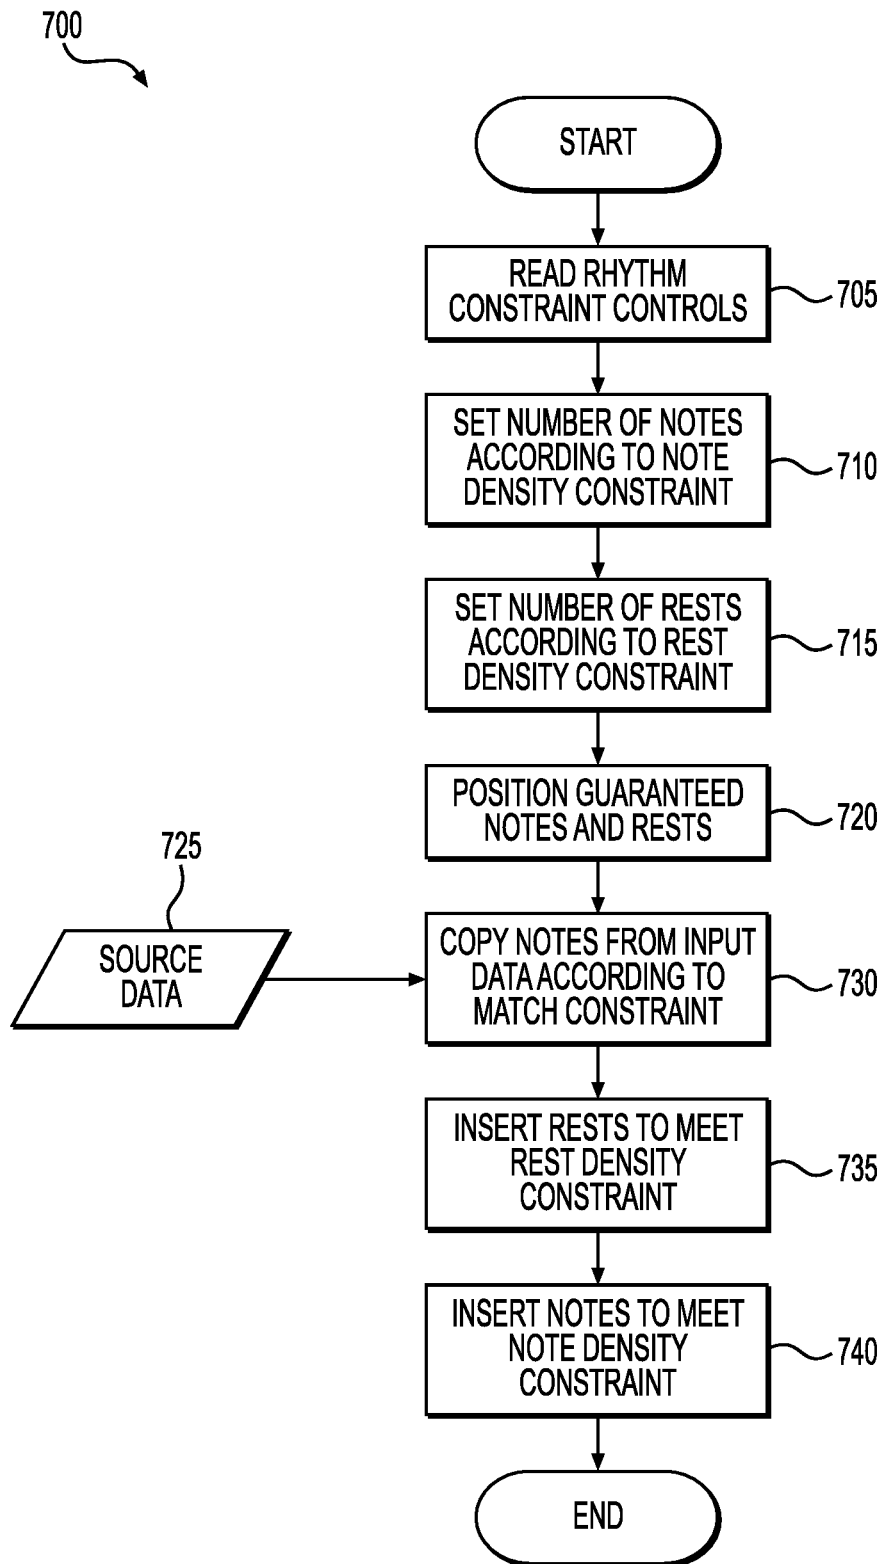 700
START
READ RHYTHM
CONSTRAINT CONTROLS
705
SET NUMBER OF NOTES
ACCORDING TO NOTE
DENSITY CONSTRAINT
710
SET NUMBER OF RESTS
ACCORDING TO REST
DENSITY CONSTRAINT
715
POSITION GUARANTEED
NOTES AND RESTS
720
725
SOURCE
DATA
COPY NOTES FROM INPUT
DATA ACCORDING TO
MATCH CONSTRAINT
730
INSERT RESTS TO MEET
REST DENSITY
CONSTRAINT
735
INSERT NOTES TO MEET
NOTE DENSITY
CONSTRAINT
740
END